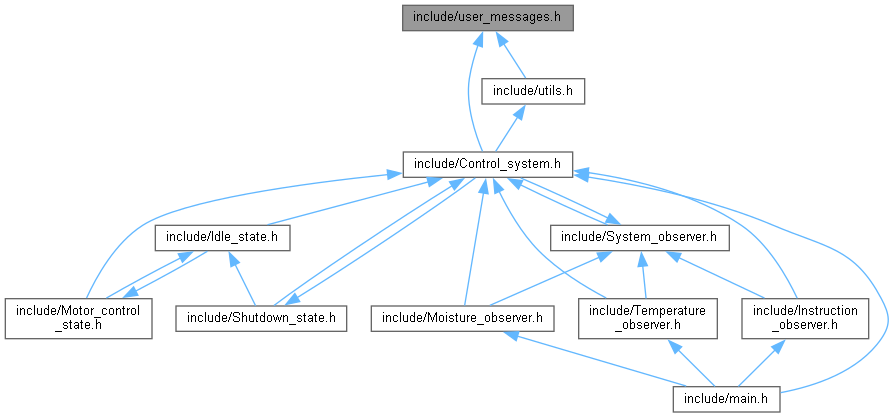 include/user_messages.h
include/utils.h
include/Control_system.h
include/Idle_state.h
include/System_observer.h
include/Motor_control
_state.h
include/Shutdown_state.h
include/Moisture_observer.h
include/Temperature
_observer.h
include/Instruction
_observer.h
include/main.h